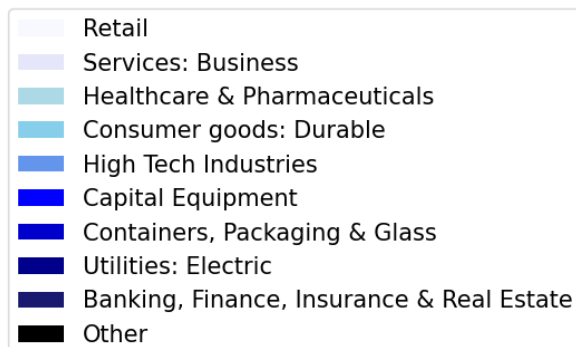 Retail
Services: Business
Healthcare & Pharmaceuticals
Consumer goods: Durable
High Tech Industries
Capital Equipment
Containers, Packaging & Glass
Utilities: Electric
Banking, Finance, Insurance & Real Estate
Other